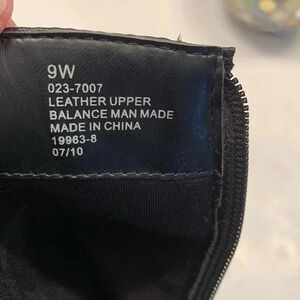 9W
023-7007
LEATHER UPPER
BALANCE MAN MADE
MADE IN CHINA
19963-8
07/10